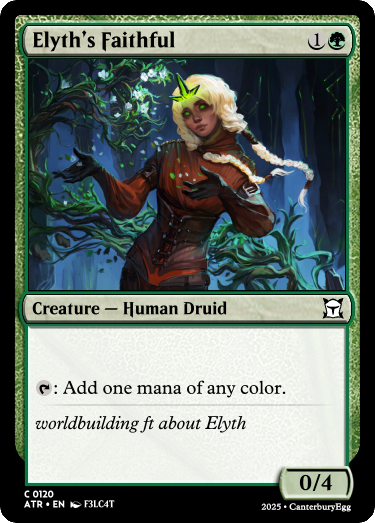 Elyth's Faithful 1
Creature — Human Druid
: Add one mana of any color.
worldbuilding ft about Elyth
0/4
C 0120
ATR • EN F3LC4T
2025 • CanterburyEgg